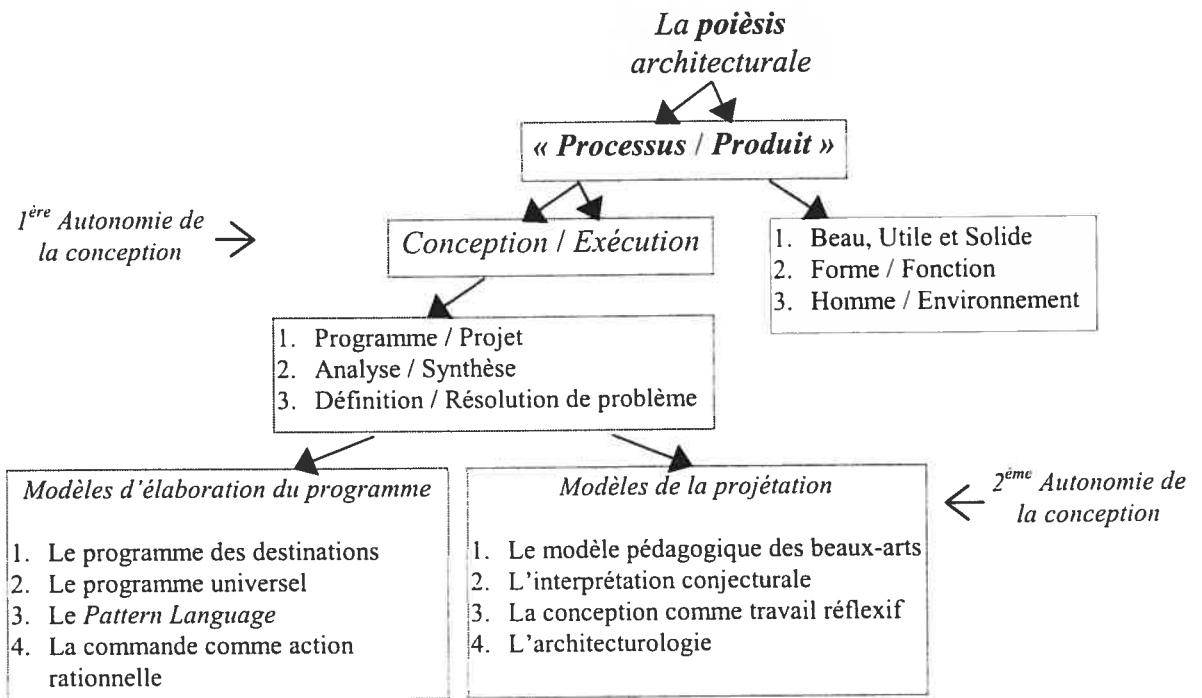 La poièsis
architecturale
« Processus / Produit »
1ère Autonomie de
la conception
Conception / Exécution
1. Beau, Utile et Solide
2. Forme / Fonction
3. Homme / Environnement
1. Programme / Projet
2. Analyse / Synthèse
3. Définition / Résolution de problème
Modèles d'élaboration du programme
1. Le programme des destinations
2. Le programme universel
3. Le Pattern Language
4. La commande comme action
rationnelle
Modèles de la projétation
1. Le modèle pédagogique des beaux-arts
2. L'interprétation conjecturale
3. La conception comme travail réflexif
4. L'architecturologie
2ème Autonomie de
la conception